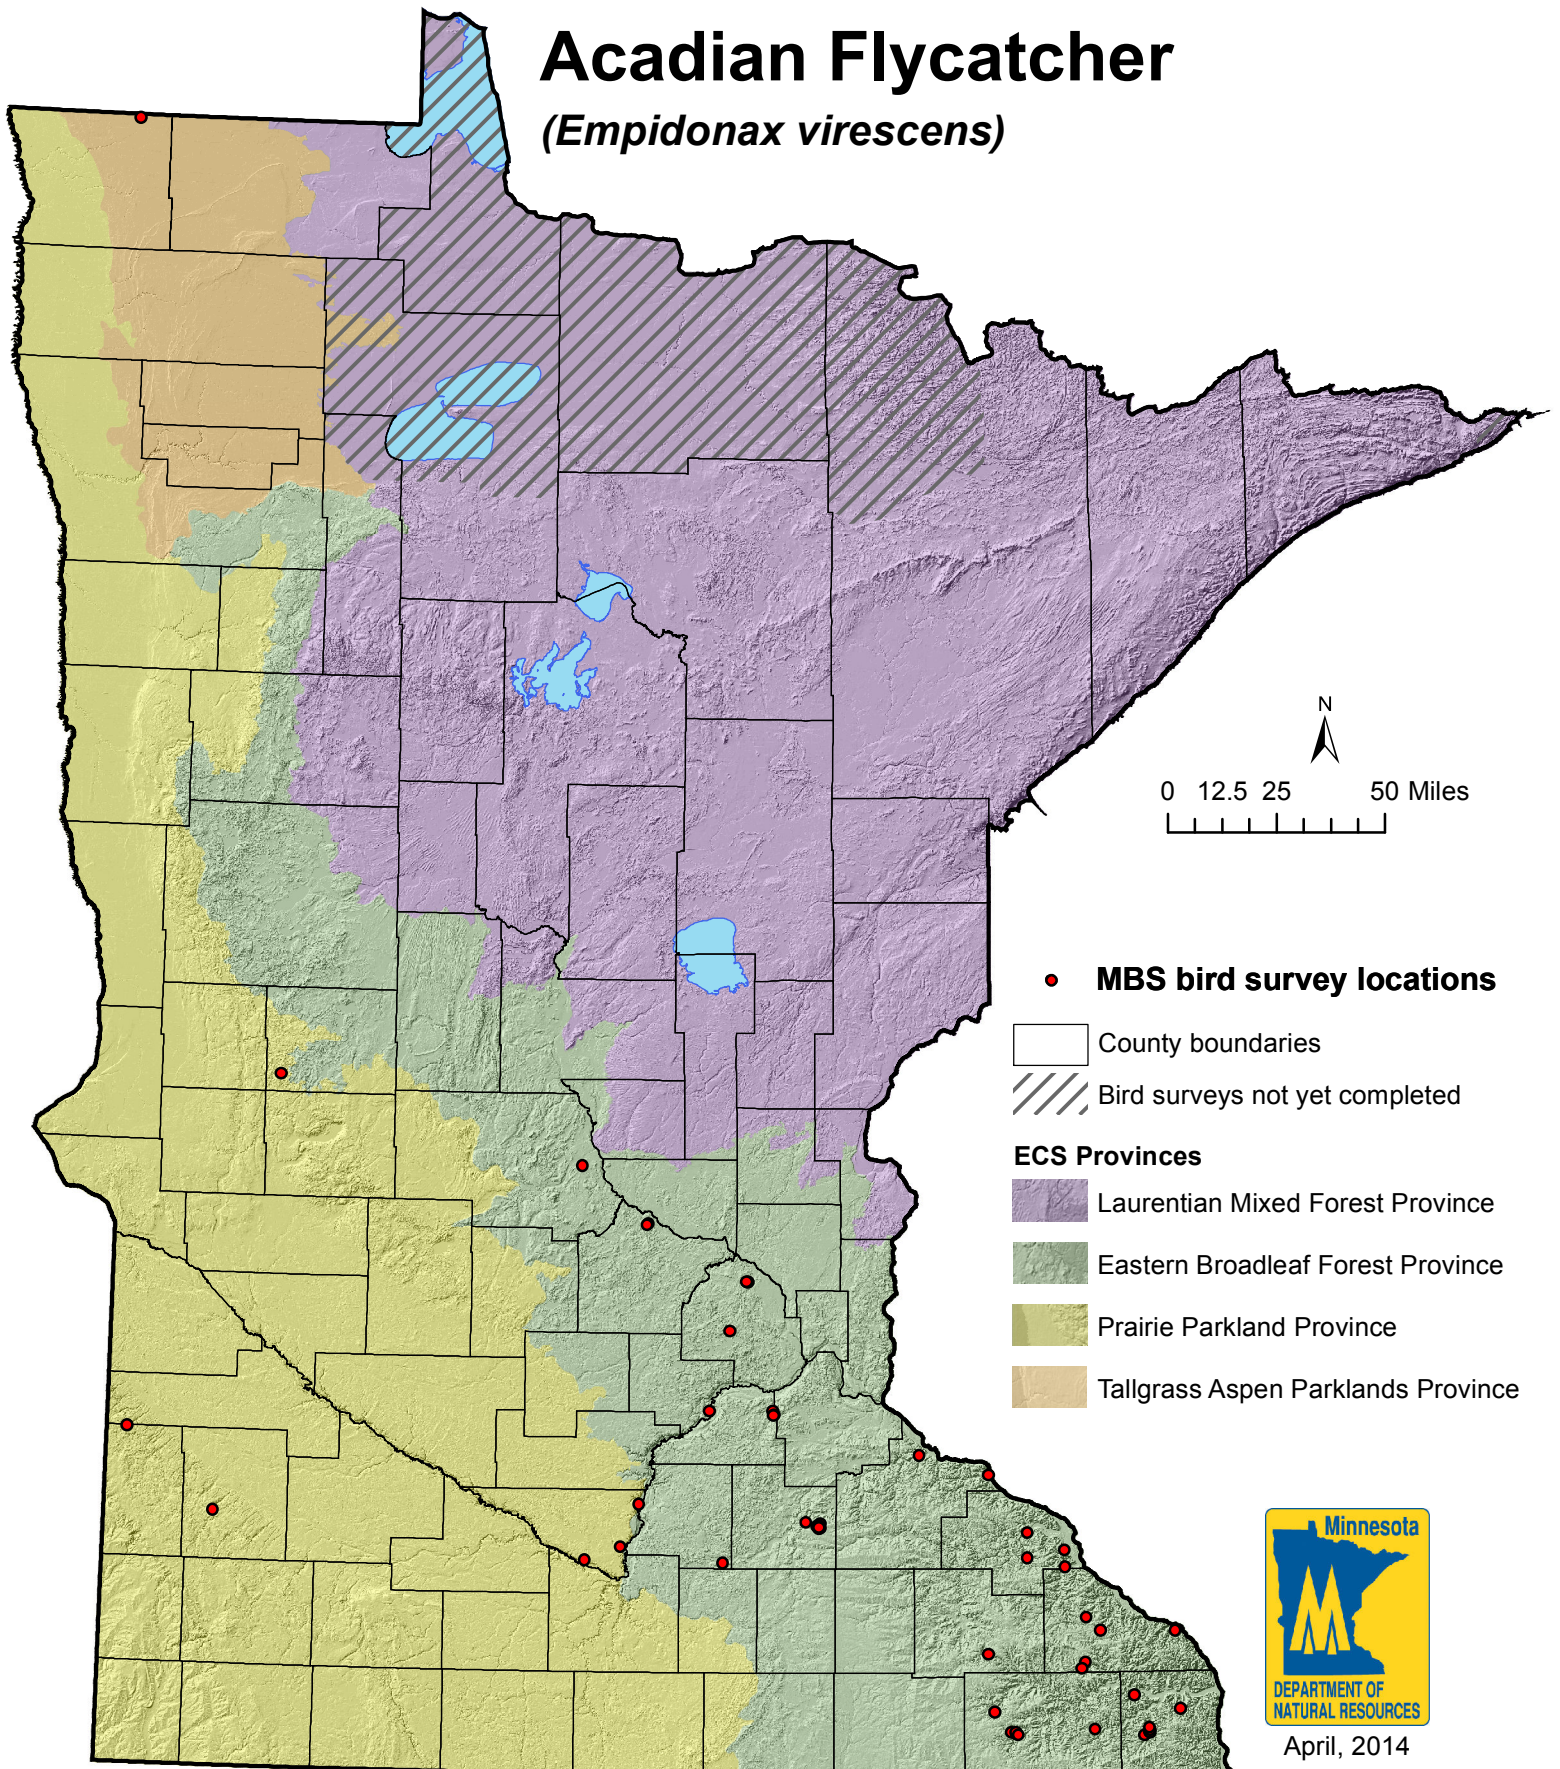 Acadian Flycatcher
(Empidonax virescens)
N
0 12.5 25 50 Miles
MBS bird survey locations
County boundaries
Bird surveys not yet completed
ECS Provinces
Laurentian Mixed Forest Province
Eastern Broadleaf Forest Province
Prairie Parkland Province
Tallgrass Aspen Parklands Province
Minnesota
DEPARTMENT OF
NATURAL RESOURCES
April, 2014